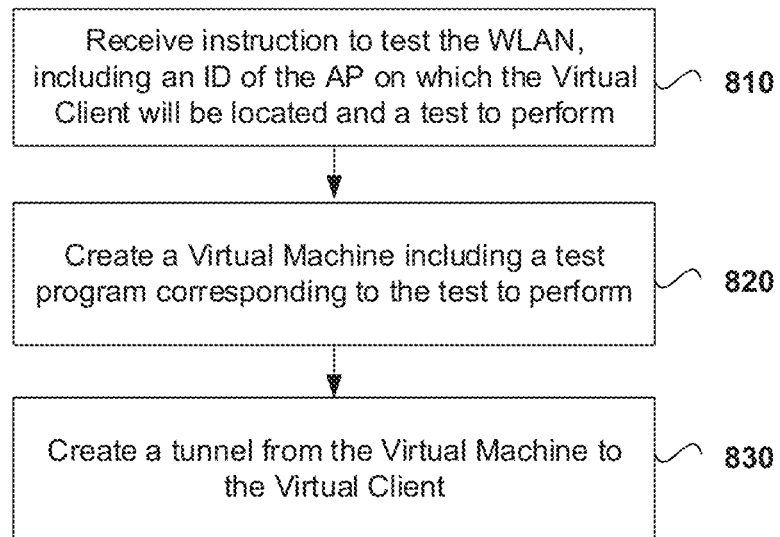 Receive instruction to test the WLAN,
including an ID of the AP on which the Virtual
Client will be located and a test to perform
810
Create a Virtual Machine including a test
program corresponding to the test to perform
820
Create a tunnel from the Virtual Machine to
the Virtual Client
830